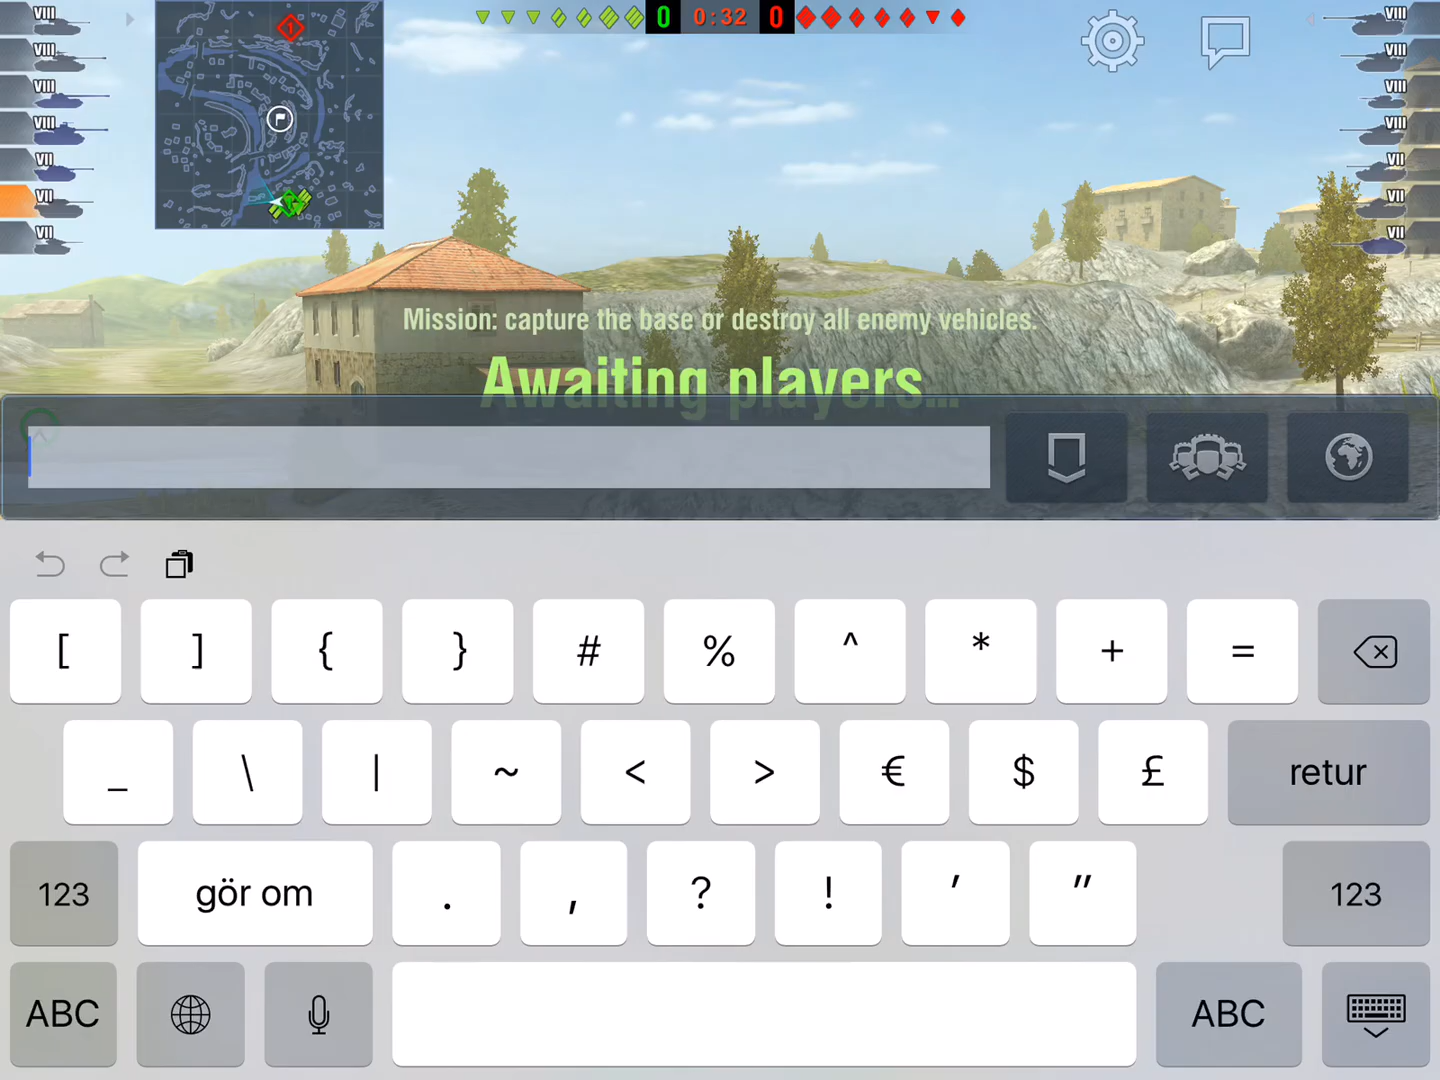 VIII
VIII
VIII
VIII
VII
VII
VII
1
0 0:32 0
VIII
VIII
VIII
VIII
VII
VII
VII
Mission: capture the base or destroy all enemy vehicles.
Awaiting players...
[ ] { } # % ^ * + =
_ \ | ~ < > € $ £ retur
123 gör om . , ? ! ' " 123
ABC ABC